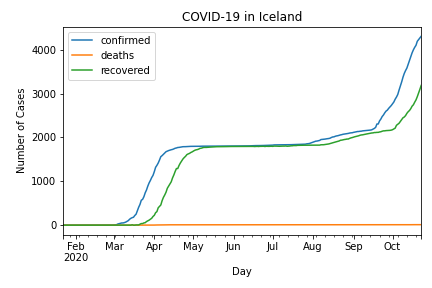 COVID-19 in Iceland
Number of Cases
4000
3000
2000
1000
0
confirmed
deaths
recovered
Feb Mar Apr May Jun Jul Aug Sep Oct
2020
Day